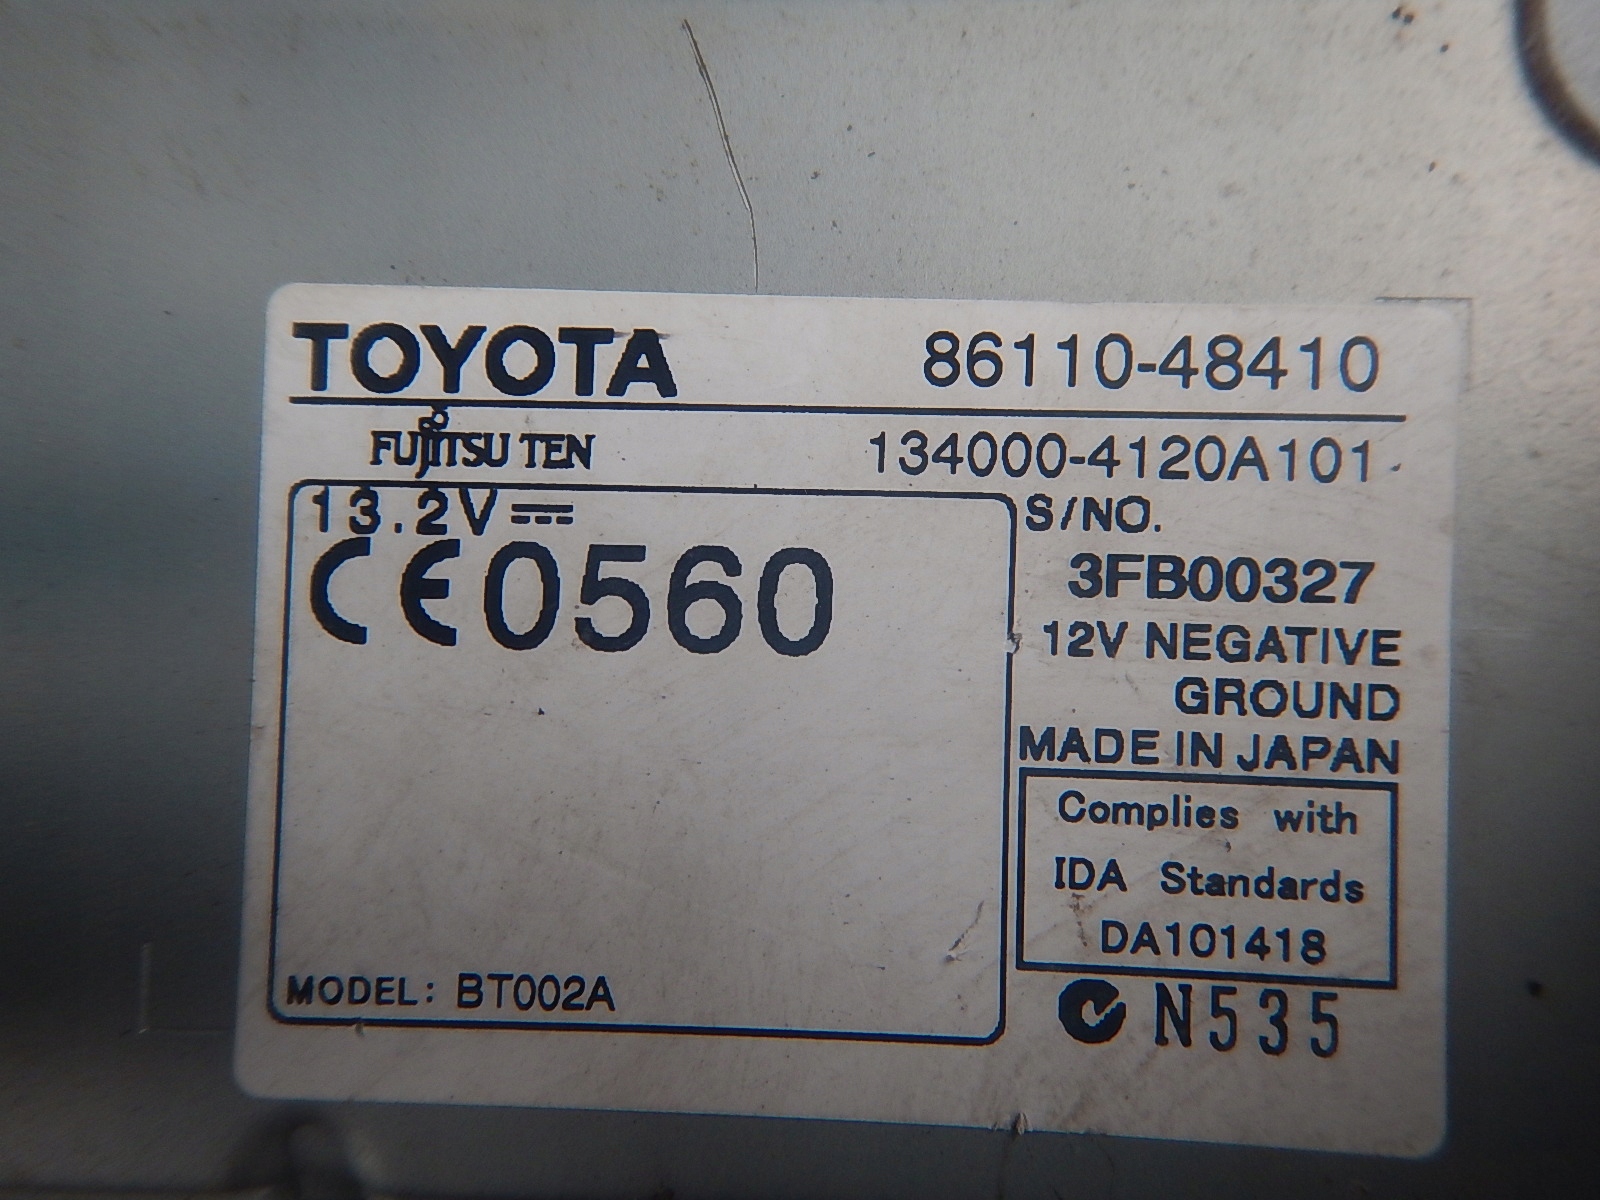 TOYOTA 86110-48410
FUJITSU TEN 134000-4120A101
13.2V
CE0560
MODEL: BT002A
S/NO.
3FB00327
12V NEGATIVE
GROUND
MADE IN JAPAN
Complies with
IDA Standards
DA101418
N535